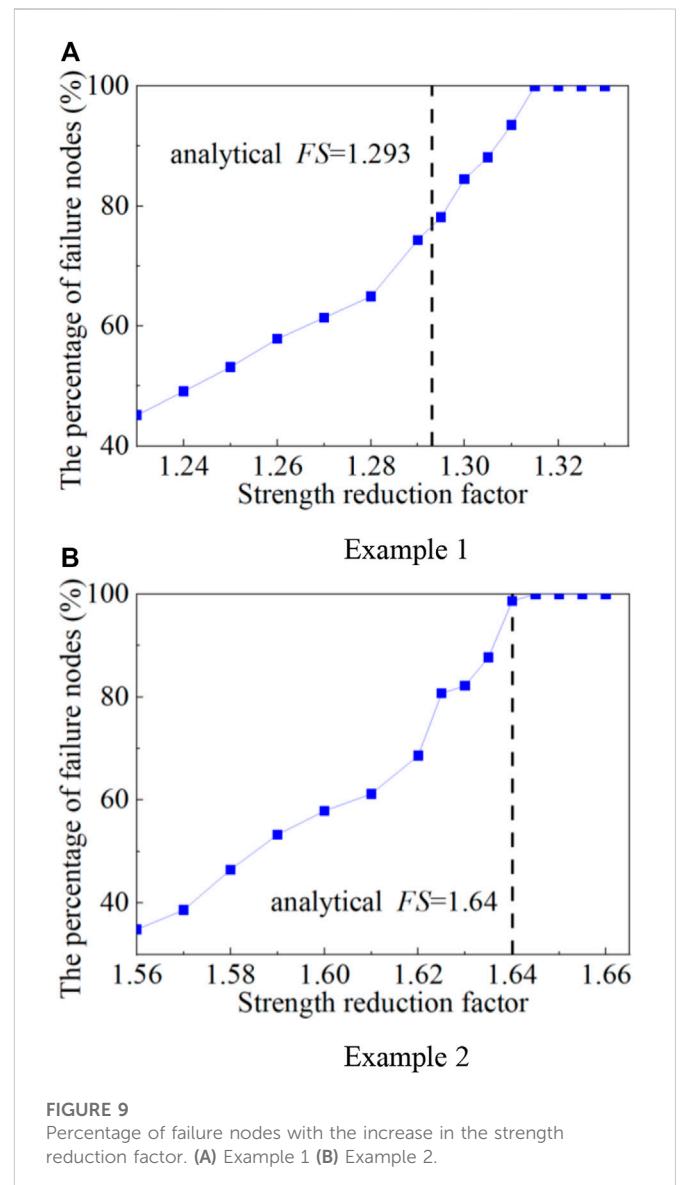 A
The percentage of failure nodes (%)
100
80
60
40
analytical FS=1.293
1.24 1.26 1.28 1.30 1.32
Strength reduction factor
Example 1
B
The percentage of failure nodes (%)
100
80
60
40
analytical FS=1.64
1.56 1.58 1.60 1.62 1.64 1.66
Strength reduction factor
Example 2
FIGURE 9
Percentage of failure nodes with the increase in the strength
reduction factor. (A) Example 1 (B) Example 2.